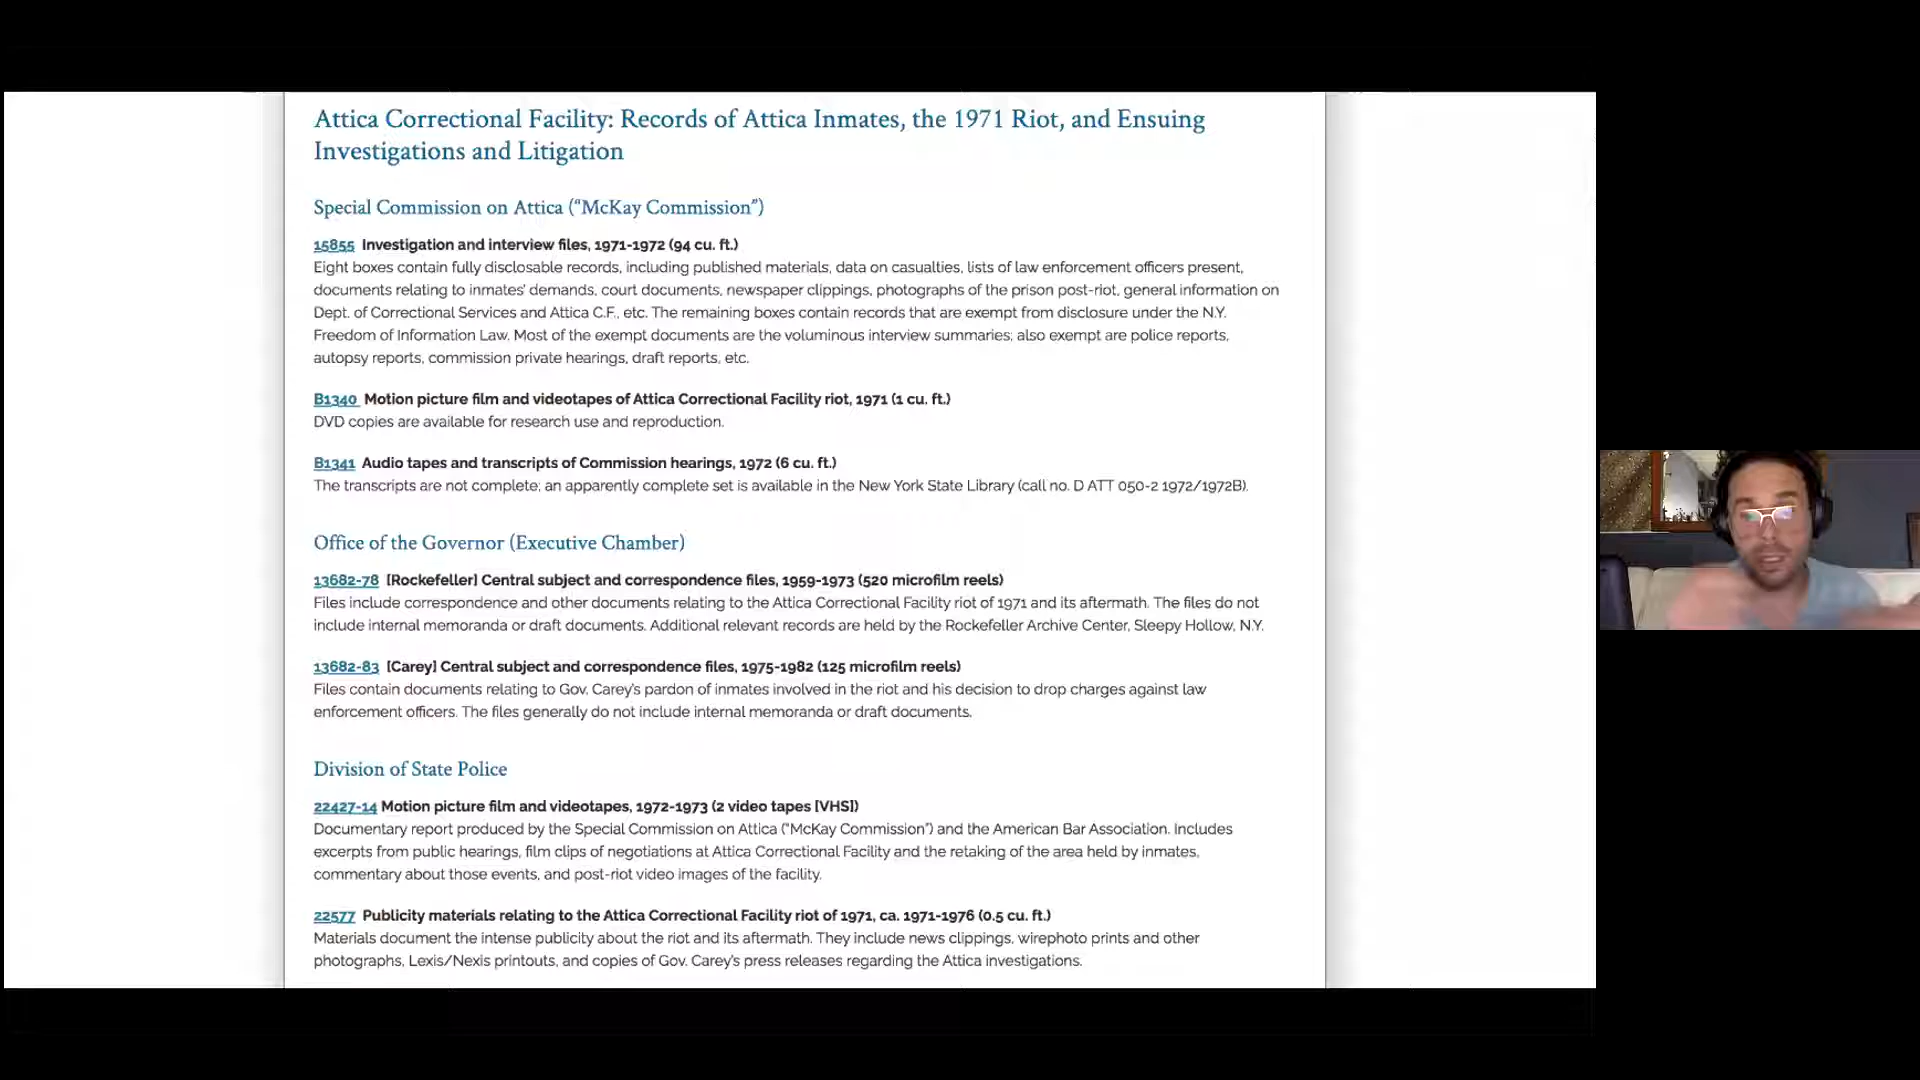 Attica Correctional Facility: Records of Attica Inmates, the 1971 Riot, and Ensuing
Investigations and Litigation
Special Commission on Attica (“McKay Commission”)
15855 Investigation and interview files, 1971-1972 (94 cu. ft.)
Eight boxes contain fully disclosable records, including published materials, data on casualties, lists of law enforcement officers present,
documents relating to inmates’ demands, court documents, newspaper clippings, photographs of the prison post-riot, general information on
Dept. of Correctional Services and Attica C.F., etc. The remaining boxes contain records that are exempt from disclosure under the N.Y.
Freedom of Information Law. Most of the exempt documents are the voluminous interview summaries; also exempt are police reports,
autopsy reports, commission private hearings, draft reports, etc.
B1340 Motion picture film and videotapes of Attica Correctional Facility riot, 1971 (1 cu. ft.)
DVD copies are available for research use and reproduction.
B1341 Audio tapes and transcripts of Commission hearings, 1972 (6 cu. ft.)
The transcripts are not complete; an apparently complete set is available in the New York State Library (call no. D ATT 050-2 1972/1972B).
Office of the Governor (Executive Chamber)
13682-78 [Rockefeller] Central subject and correspondence files, 1959-1973 (520 microfilm reels)
Files include correspondence and other documents relating to the Attica Correctional Facility riot of 1971 and its aftermath. The files do not
include internal memoranda or draft documents. Additional relevant records are held by the Rockefeller Archive Center, Sleepy Hollow, N.Y.
13682-83 [Carey] Central subject and correspondence files, 1975-1982 (125 microfilm reels)
Files contain documents relating to Gov. Carey’s pardon of inmates involved in the riot and his decision to drop charges against law
enforcement officers. The files generally do not include internal memoranda or draft documents.
Division of State Police
22427-14 Motion picture film and videotapes, 1972-1973 (2 video tapes [VHS])
Documentary report produced by the Special Commission on Attica (“McKay Commission”) and the American Bar Association. Includes
excerpts from public hearings, film clips of negotiations at Attica Correctional Facility and the retaking of the area held by inmates,
commentary about those events, and post-riot video images of the facility.
22577 Publicity materials relating to the Attica Correctional Facility riot of 1971, ca. 1971-1976 (0.5 cu. ft.)
Materials document the intense publicity about the riot and its aftermath. They include news clippings, wirephoto prints and other
photographs, Lexis/Nexis printouts, and copies of Gov. Carey’s press releases regarding the Attica investigations.